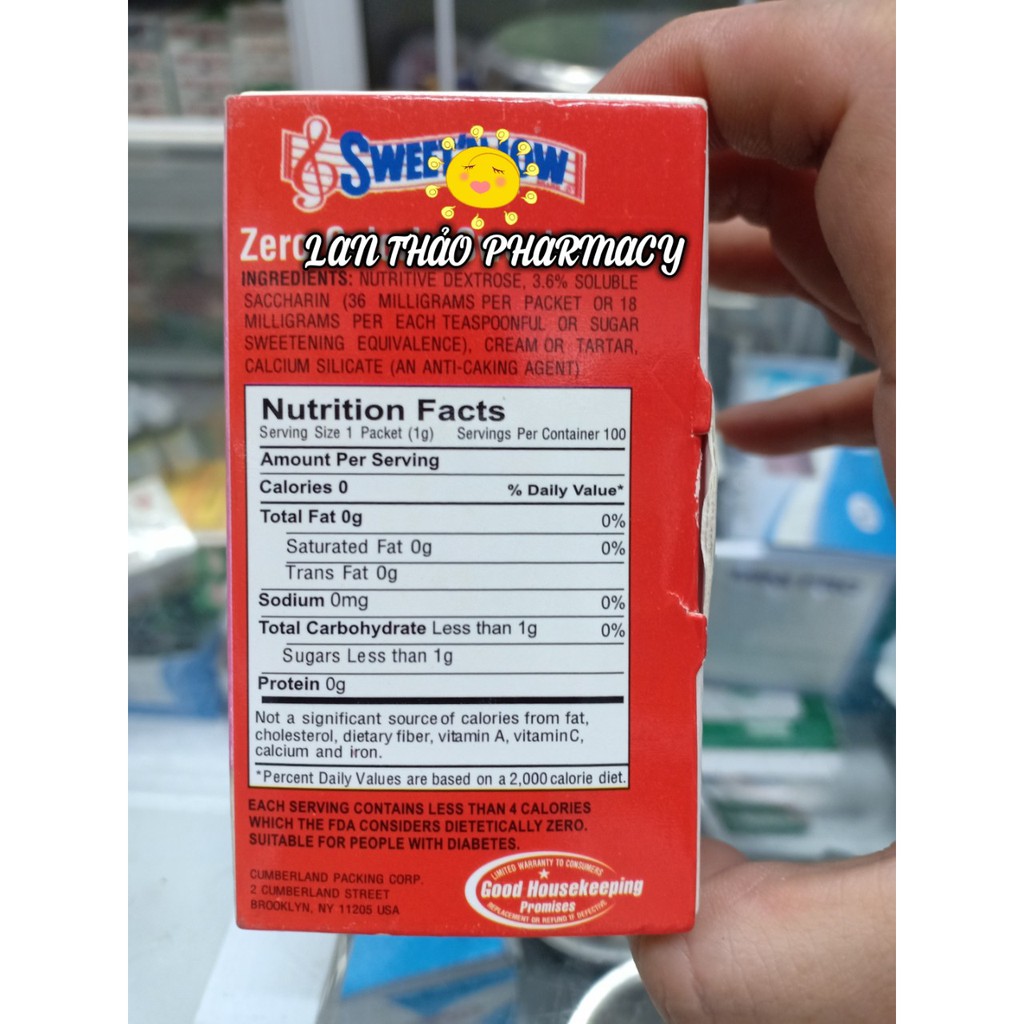 SWEET'N LOW
Zero
LAN THẢO PHARMACY
INGREDIENTS: NUTRITIVE DEXTROSE, 3.6% SOLUBLE
SACCHARIN (36 MILLIGRAMS PER PACKET OR 18
MILLIGRAMS PER EACH TEASPOONFUL OR SUGAR
SWEETENING EQUIVALENCE), CREAM OR TARTAR,
CALCIUM SILICATE (AN ANTI-CAKING AGENT)
Nutrition Facts
Serving Size 1 Packet (1g) Servings Per Container 100
Amount Per Serving
Calories 0 % Daily Value*
Total Fat 0g 0%
Saturated Fat 0g 0%
Trans Fat 0g
Sodium 0mg 0%
Total Carbohydrate Less than 1g 0%
Sugars Less than 1g
Protein 0g
Not a significant source of calories from fat,
cholesterol, dietary fiber, vitamin A, vitamin C,
calcium and iron.
*Percent Daily Values are based on a 2,000 calorie diet.
EACH SERVING CONTAINS LESS THAN 4 CALORIES
WHICH THE FDA CONSIDERS DIETETICALLY ZERO.
SUITABLE FOR PEOPLE WITH DIABETES.
CUMBERLAND PACKING CORP.
2 CUMBERLAND STREET
BROOKLYN, NY 11205 USA
LIMITED WARRANTY TO CONSUMERS
Good Housekeeping
Promises
REPLACEMENT OR REFUND IF DEFECTIVE